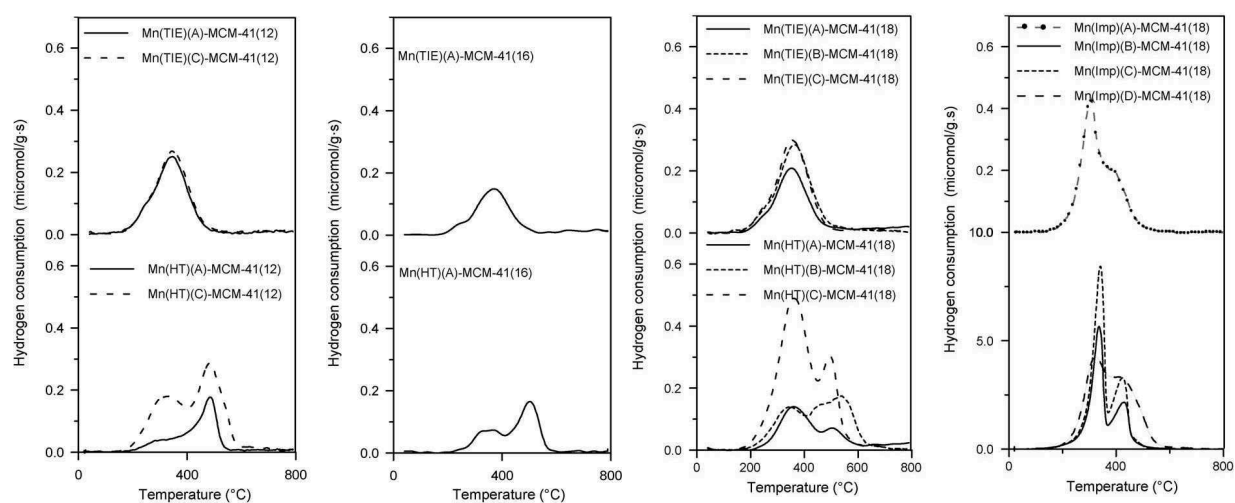 Hydrogen consumption (micromol/g·s)
0.6
0.4
0.2
0.0
Mn(TIE)(A)-MCM-41(12)
Mn(TIE)(C)-MCM-41(12)
0.6
0.4
0.2
0.0
Mn(HT)(A)-MCM-41(12)
Mn(HT)(C)-MCM-41(12)
0 200 400 600 800
Temperature (°C)
Hydrogen consumption (micromol/g·s)
0.6
0.4
0.2
0.0
Mn(TIE)(A)-MCM-41(16)
0.6
0.4
0.2
0.0
Mn(HT)(A)-MCM-41(16)
0 200 400 600 800
Temperature (°C)
Hydrogen consumption (micromol/g·s)
0.6
0.4
0.2
0.0
Mn(TIE)(A)-MCM-41(18)
Mn(TIE)(B)-MCM-41(18)
Mn(TIE)(C)-MCM-41(18)
0.6
0.4
0.2
0.0
Mn(HT)(A)-MCM-41(18)
Mn(HT)(B)-MCM-41(18)
Mn(HT)(C)-MCM-41(18)
0 200 400 600 800
Temperature (°C)
Hydrogen consumption (micromol/g.s)
0.6
0.4
0.2
Mn(Imp)(A)-MCM-41(18)
Mn(Imp)(B)-MCM-41(18)
Mn(Imp)(C)-MCM-41(18)
Mn(Imp)(D)-MCM-41(18)
10.0
5.0
0.0
0 200 400 600 800
Temperature (°C)